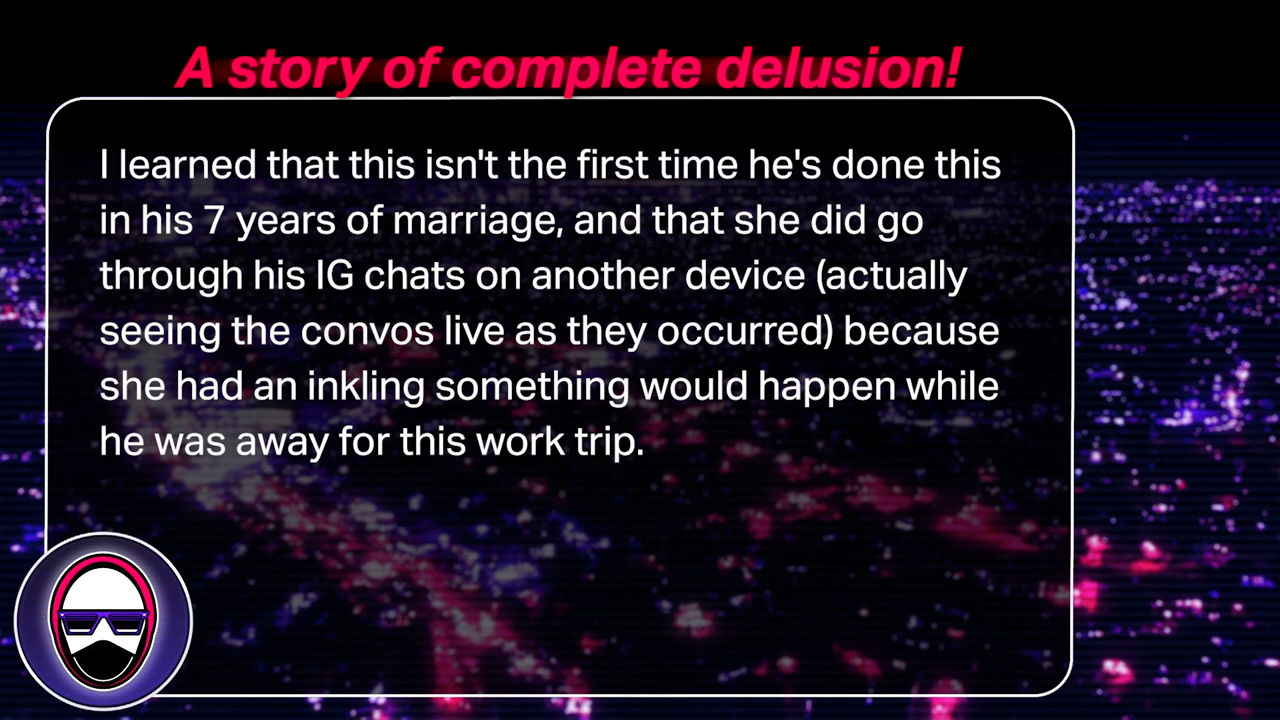 A story of complete delusion!
I learned that this isn't the first time he's done this
in his 7 years of marriage, and that she did go
through his IG chats on another device (actually
seeing the convos live as they occurred) because
she had an inkling something would happen while
he was away for this work trip.